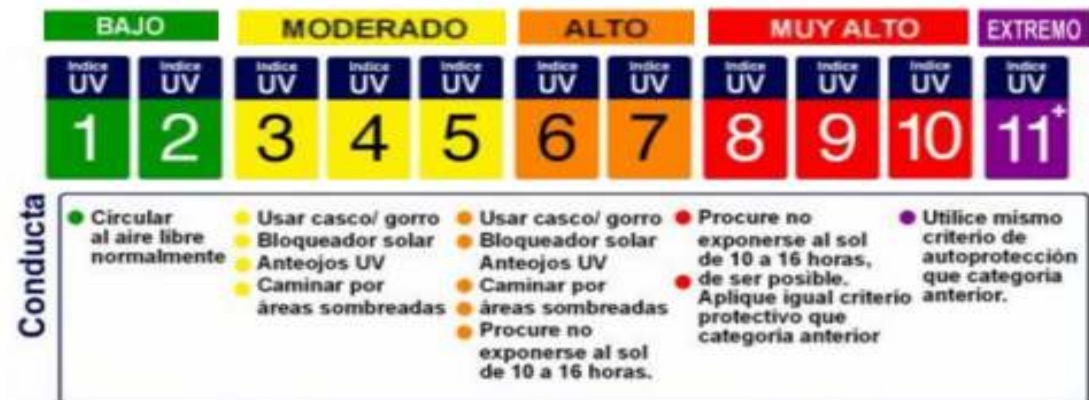 BAJO
MODERADO
ALTO
MUY ALTO
EXTREMO
Indice
UV
1
Indice
UV
2
Indice
UV
3
Indice
UV
4
Indice
UV
5
Indice
UV
6
Indice
UV
7
Indice
UV
8
Indice
UV
9
Indice
UV
10
Indice
UV
11+
Conducta
Circular
al aire libre
normalmente
Usar casco/ gorro
Bloqueador solar
Anteojos UV
Caminar por
áreas sombreadas
Usar casco/ gorro
Bloqueador solar
Anteojos UV
Caminar por
áreas sombreadas
Procure no
exponerse al sol
de 10 a 16 horas.
Procure no
exponerse al sol
de 10 a 16 horas,
de ser posible.
Aplique igual criterio
protectivo que
categoria anterior
Utilice mismo
criterio de
autoprotección
que categoria
anterior.